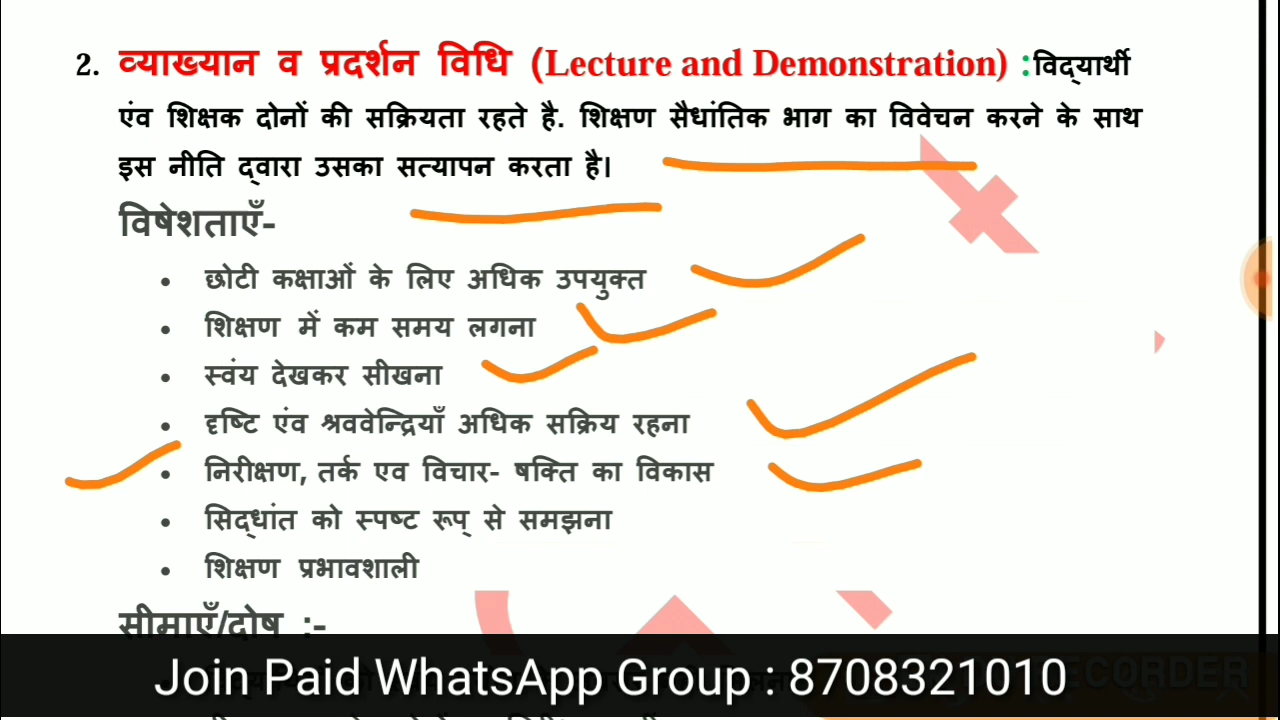 2. व्याख्यान व प्रदर्शन विधि (Lecture and Demonstration) :विद्यार्थी
एंव शिक्षक दोनों की सक्रियता रहते है. शिक्षण सैधांतिक भाग का विवेचन करने के साथ
इस नीति द्वारा उसका सत्यापन करता है।
विषेशताएँ-
• छोटी कक्षाओं के लिए अधिक उपयुक्त
• शिक्षण में कम समय लगना
• स्वंय देखकर सीखना
• दृष्टि एंव श्रववेन्द्रियाँ अधिक सक्रिय रहना
• निरीक्षण, तर्क एव विचार- षक्ति का विकास
• सिद्धांत को स्पष्ट रूप् से समझना
• शिक्षण प्रभावशाली
सीमाएँ/दोष :-
Join Paid WhatsApp Group : 8708321010
CORDER